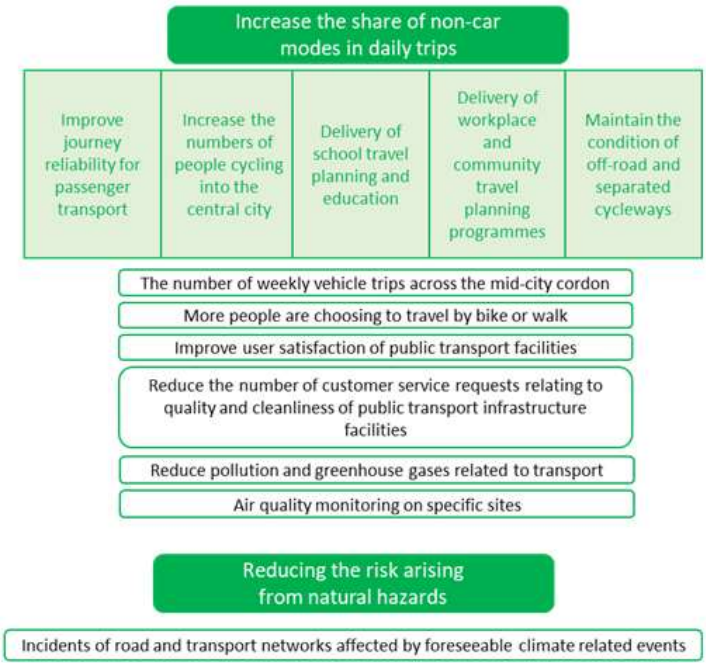 Increase the share of non-car
modes in daily trips
Improve
journey
reliability for
passenger
transport
Increase the
numbers of
people cycling
into the
central city
Delivery of
school travel
planning and
education
Delivery of
workplace
and
community
travel
planning
programmes
Maintain the
condition of
off-road and
separated
cycleways
The number of weekly vehicle trips across the mid-city cordon
More people are choosing to travel by bike or walk
Improve user satisfaction of public transport facilities
Reduce the number of customer service requests relating to
quality and cleanliness of public transport infrastructure
facilities
Reduce pollution and greenhouse gases related to transport
Air quality monitoring on specific sites
Reducing the risk arising
from natural hazards
Incidents of road and transport networks affected by foreseeable climate related events